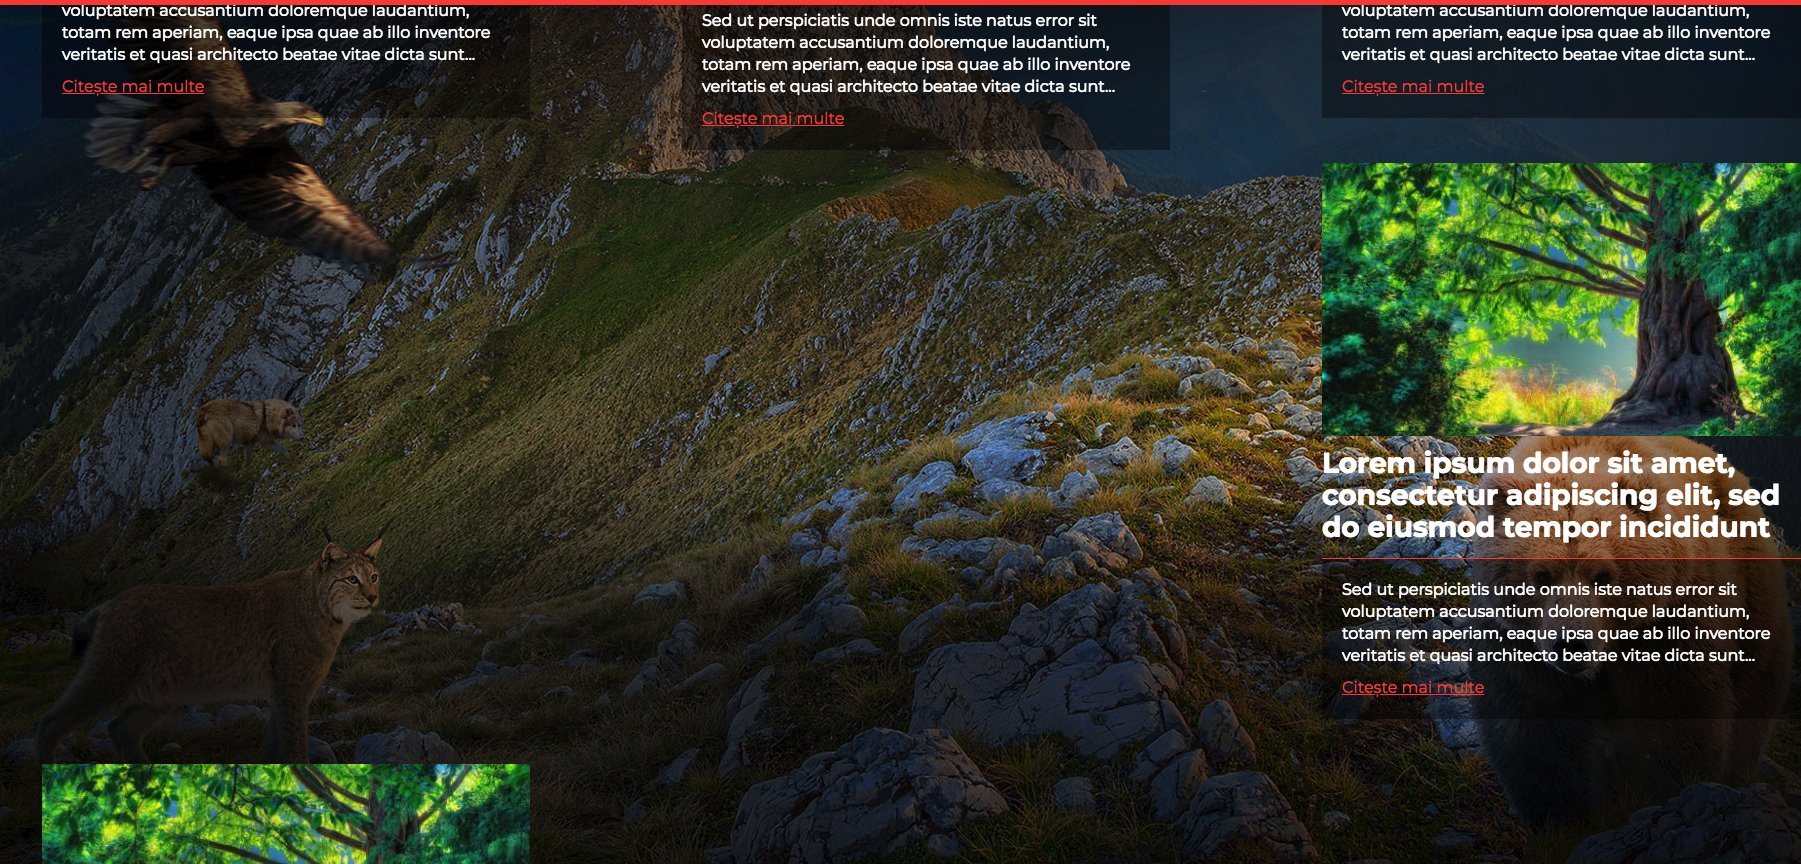 voluptatem accusantium doloremque laudantium,
totam rem aperiam, eaque ipsa quae ab illo inventore
veritatis et quasi architecto beatae vitae dicta sunt...
Citește mai multe
Sed ut perspiciatis unde omnis iste natus error sit
voluptatem accusantium doloremque laudantium,
totam rem aperiam, eaque ipsa quae ab illo inventore
veritatis et quasi architecto beatae vitae dicta sunt...
Citește mai multe
voluptatem accusantium doloremque laudantium,
totam rem aperiam, eaque ipsa quae ab illo inventore
veritatis et quasi architecto beatae vitae dicta sunt...
Citește mai multe
Lorem ipsum dolor sit amet,
consectetur adipiscing elit, sed
do eiusmod tempor incididunt
Sed ut perspiciatis unde omnis iste natus error sit
voluptatem accusantium doloremque laudantium,
totam rem aperiam, eaque ipsa quae ab illo inventore
veritatis et quasi architecto beatae vitae dicta sunt...
Citește mai multe